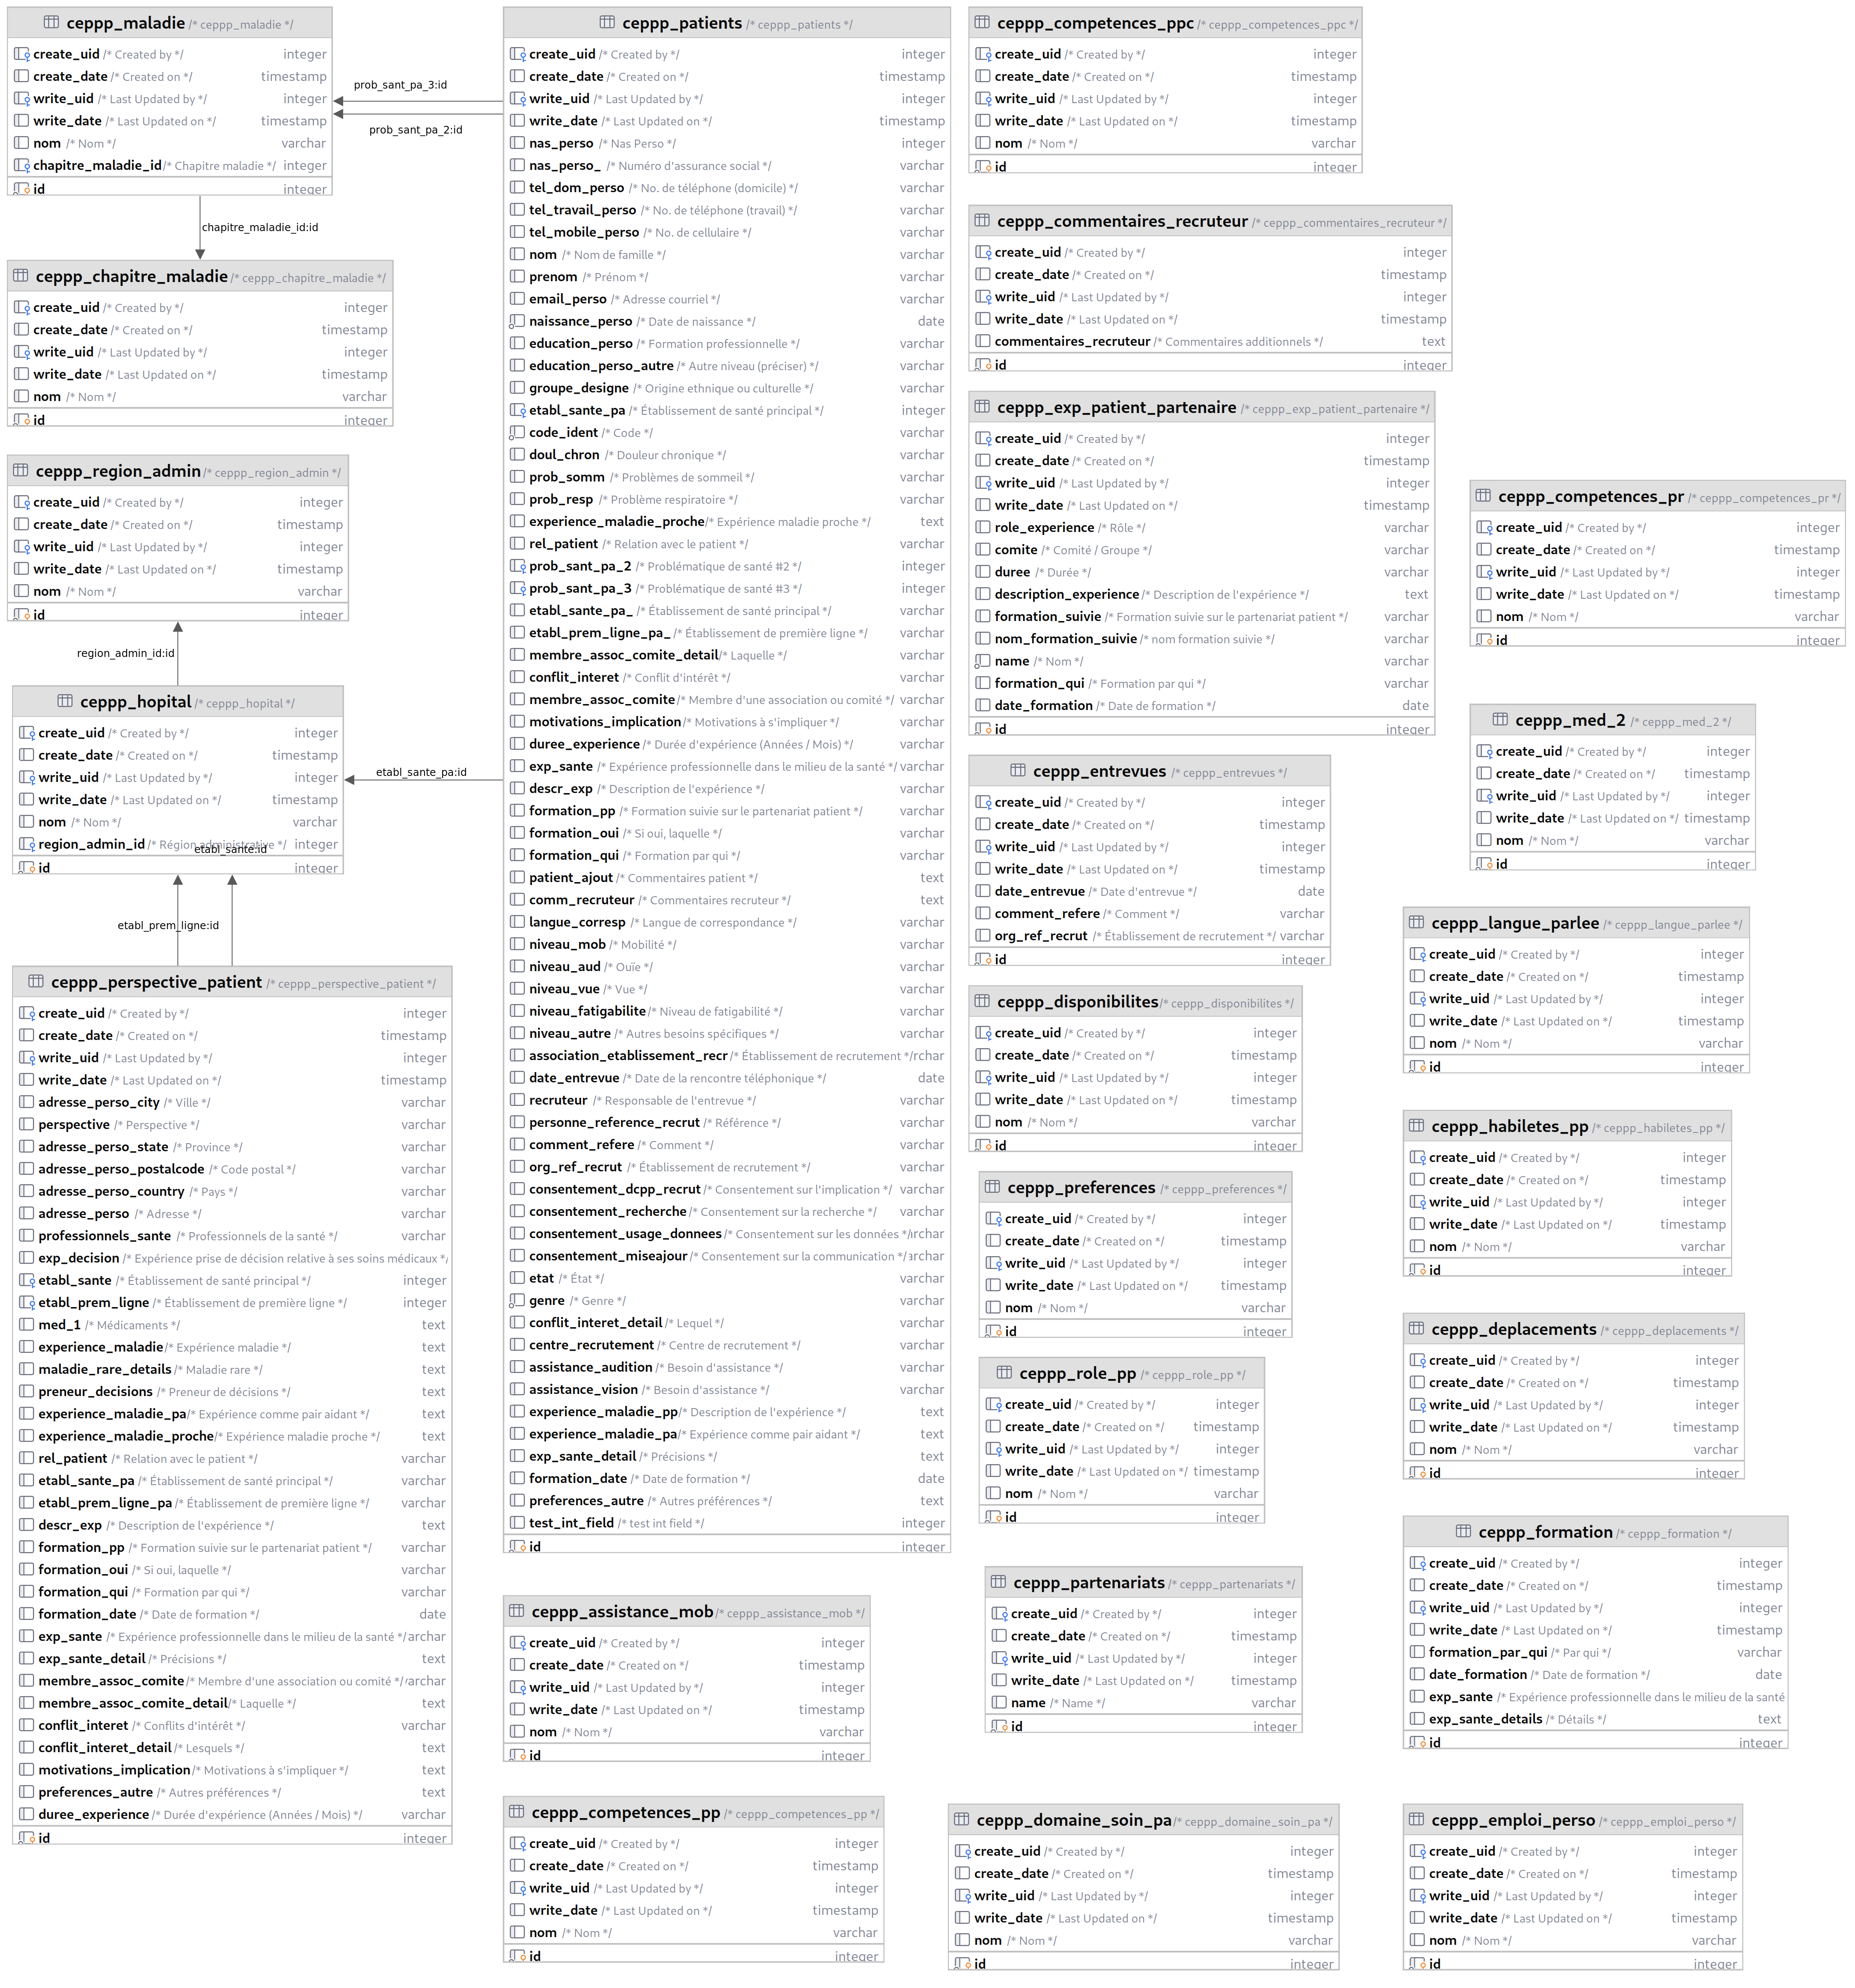 ceppp_maladie /* ceppp_maladie */
create_uid /* Created by */ integer
create_date /* Created on */ timestamp
write_uid /* Last Updated by */ integer
write_date /* Last Updated on */ timestamp
nom /* Nom */ varchar
chapitre_maladie_id /* Chapitre maladie */ integer
id integer
chapitre_maladie_id:id
ceppp_chapitre_maladie /* ceppp_chapitre_maladie */
create_uid /* Created by */ integer
create_date /* Created on */ timestamp
write_uid /* Last Updated by */ integer
write_date /* Last Updated on */ timestamp
nom /* Nom */ varchar
id integer
ceppp_region_admin /* ceppp_region_admin */
create_uid /* Created by */ integer
create_date /* Created on */ timestamp
write_uid /* Last Updated by */ integer
write_date /* Last Updated on */ timestamp
nom /* Nom */ varchar
id integer
region_admin_id:id
ceppp_hopital /* ceppp_hopital */
create_uid /* Created by */ integer
create_date /* Created on */ timestamp
write_uid /* Last Updated by */ integer
write_date /* Last Updated on */ timestamp
nom /* Nom */ varchar
region_admin_id /* Région administrative */ integer
etabl_sante:id
id integer
etabl_prem_ligne:id
ceppp_perspective_patient /* ceppp_perspective_patient */
create_uid /* Created by */ integer
create_date /* Created on */ timestamp
write_uid /* Last Updated by */ integer
write_date /* Last Updated on */ timestamp
adresse_perso_city /* Ville */ varchar
perspective /* Perspective */ varchar
adresse_perso_state /* Province */ varchar
adresse_perso_postalcode /* Code postal */ varchar
adresse_perso_country /* Pays */ varchar
adresse_perso /* Adresse */ varchar
professionnels_sante /* Professionnels de la santé */ varchar
exp_decision /* Expérience prise de décision relative à ses soins médicaux */
etabl_sante /* Établissement de santé principal */ integer
etabl_prem_ligne /* Établissement de première ligne */ integer
med_1 /* Médicaments */ text
experience_maladie /* Expérience maladie */ text
maladie_rare_details /* Maladie rare */ text
preneur_decisions /* Preneur de décisions */ text
experience_maladie_pa /* Expérience comme pair aidant */ text
experience_maladie_proche /* Expérience maladie proche */ text
rel_patient /* Relation avec le patient */ varchar
etabl_sante_pa /* Établissement de santé principal */ varchar
etabl_prem_ligne_pa /* Établissement de première ligne */ varchar
descr_exp /* Description de l'expérience */ text
formation_pp /* Formation suivie sur le partenariat patient */ varchar
formation_oui /* Si oui, laquelle */ varchar
formation_qui /* Formation par qui */ varchar
formation_date /* Date de formation */ date
exp_sante /* Expérience professionnelle dans le milieu de la santé */ archar
exp_sante_detail /* Précisions */ text
membre_assoc_comite /* Membre d'une association ou comité */ varchar
membre_assoc_comite_detail /* Laquelle */ text
conflit_interet /* Conflits d'intérêt */ varchar
conflit_interet_detail /* Lesquels */ text
motivations_implication /* Motivations à s'impliquer */ text
preferences_autre /* Autres préférences */ text
duree_experience /* Durée d'expérience (Années / Mois) */ varchar
id integer
prob_sant_pa_3:id
prob_sant_pa_2:id
etabl_sante_pa:id
ceppp_patients /* ceppp_patients */
create_uid /* Created by */ integer
create_date /* Created on */ timestamp
write_uid /* Last Updated by */ integer
write_date /* Last Updated on */ timestamp
nas_perso /* Nas Perso */ integer
nas_perso_ /* Numéro d'assurance social */ varchar
tel_dom_perso /* No. de téléphone (domicile) */ varchar
tel_travail_perso /* No. de téléphone (travail) */ varchar
tel_mobile_perso /* No. de cellulaire */ varchar
nom /* Nom de famille */ varchar
prenom /* Prénom */ varchar
email_perso /* Adresse courriel */ varchar
naissance_perso /* Date de naissance */ date
education_perso /* Formation professionnelle */ varchar
education_perso_autre /* Autre niveau (préciser) */ varchar
groupe_designe /* Origine ethnique ou culturelle */ varchar
etabl_sante_pa /* Établissement de santé principal */ integer
code_ident /* Code */ varchar
doul_chron /* Douleur chronique */ varchar
prob_somm /* Problèmes de sommeil */ varchar
prob_resp /* Problème respiratoire */ varchar
experience_maladie_proche /* Expérience maladie proche */ text
rel_patient /* Relation avec le patient */ varchar
prob_sant_pa_2 /* Problématique de santé #2 */ integer
prob_sant_pa_3 /* Problématique de santé #3 */ integer
etabl_sante_pa_ /* Établissement de santé principal */ varchar
etabl_prem_ligne_pa_ /* Établissement de première ligne */ varchar
membre_assoc_comite_detail /* Laquelle */ varchar
conflit_interet /* Conflit d'intérêt */ varchar
membre_assoc_comite /* Membre d'une association ou comité */ varchar
motivations_implication /* Motivations à s'impliquer */ varchar
duree_experience /* Durée d'expérience (Années / Mois) */ varchar
exp_sante /* Expérience professionnelle dans le milieu de la santé */ varchar
descr_exp /* Description de l'expérience */ varchar
formation_pp /* Formation suivie sur le partenariat patient */ varchar
formation_oui /* Si oui, laquelle */ varchar
formation_qui /* Formation par qui */ varchar
patient_ajout /* Commentaires patient */ text
comm_recruteur /* Commentaires recruteur */ text
langue_corresp /* Langue de correspondance */ varchar
niveau_mob /* Mobilité */ varchar
niveau_aud /* Ouïe */ varchar
niveau_vue /* Vue */ varchar
niveau_fatigabilite /* Niveau de fatigabilité */ varchar
niveau_autre /* Autres besoins spécifiques */ varchar
association_etablissement_recr /* Établissement de recrutement */ rchar
date_entrevue /* Date de la rencontre téléphonique */ date
recruteur /* Responsable de l'entrevue */ varchar
personne_reference_recrut /* Référence */ varchar
comment_refere /* Comment */ varchar
org_ref_recrut /* Établissement de recrutement */ varchar
consentement_dcpp_recrut /* Consentement sur l'implication */ varchar
consentement_recherche /* Consentement sur la recherche */ varchar
consentement_usage_donnees /* Consentement sur les données */ archar
consentement_miseajour /* Consentement sur la communication */ archar
etat /* État */ varchar
genre /* Genre */ varchar
conflit_interet_detail /* Lequel */ varchar
centre_recrutement /* Centre de recrutement */ varchar
assistance_audition /* Besoin d'assistance */ varchar
assistance_vision /* Besoin d'assistance */ varchar
experience_maladie_pp /* Description de l'expérience */ text
experience_maladie_pa /* Expérience comme pair aidant */ text
exp_sante_detail /* Précisions */ text
formation_date /* Date de formation */ date
preferences_autre /* Autres préférences */ text
test_int_field /* test int field */ integer
id integer
ceppp_assistance_mob /* ceppp_assistance_mob */
create_uid /* Created by */ integer
create_date /* Created on */ timestamp
write_uid /* Last Updated by */ integer
write_date /* Last Updated on */ timestamp
nom /* Nom */ varchar
id integer
ceppp_competences_pp /* ceppp_competences_pp */
create_uid /* Created by */ integer
create_date /* Created on */ timestamp
write_uid /* Last Updated by */ integer
write_date /* Last Updated on */ timestamp
nom /* Nom */ varchar
id integer
ceppp_competences_ppc /* ceppp_competences_ppc */
create_uid /* Created by */ integer
create_date /* Created on */ timestamp
write_uid /* Last Updated by */ integer
write_date /* Last Updated on */ timestamp
nom /* Nom */ varchar
id integer
ceppp_commentaires_recruteur /* ceppp_commentaires_recruteur */
create_uid /* Created by */ integer
create_date /* Created on */ timestamp
write_uid /* Last Updated by */ integer
write_date /* Last Updated on */ timestamp
commentaires_recruteur /* Commentaires additionnels */ text
id integer
ceppp_exp_patient_partenaire /* ceppp_exp_patient_partenaire */
create_uid /* Created by */ integer
create_date /* Created on */ timestamp
write_uid /* Last Updated by */ integer
write_date /* Last Updated on */ timestamp
role_experience /* Rôle */ varchar
comite /* Comité / Groupe */ varchar
duree /* Durée */ varchar
description_experience /* Description de l'expérience */ text
formation_suivie /* Formation suivie sur le partenariat patient */ varchar
nom_formation_suivie /* nom formation suivie */ varchar
name /* Nom */ varchar
formation_qui /* Formation par qui */ varchar
date_formation /* Date de formation */ date
id integer
ceppp_entrevues /* ceppp_entrevues */
create_uid /* Created by */ integer
create_date /* Created on */ timestamp
write_uid /* Last Updated by */ integer
write_date /* Last Updated on */ timestamp
date_entrevue /* Date d'entrevue */ date
comment_refere /* Comment */ varchar
org_ref_recrut /* Établissement de recrutement */ varchar
id integer
ceppp_disponibilites /* ceppp_disponibilites */
create_uid /* Created by */ integer
create_date /* Created on */ timestamp
write_uid /* Last Updated by */ integer
write_date /* Last Updated on */ timestamp
nom /* Nom */ varchar
id integer
ceppp_preferences /* ceppp_preferences */
create_uid /* Created by */ integer
create_date /* Created on */ timestamp
write_uid /* Last Updated by */ integer
write_date /* Last Updated on */ timestamp
nom /* Nom */ varchar
id integer
ceppp_role_pp /* ceppp_role_pp */
create_uid /* Created by */ integer
create_date /* Created on */ timestamp
write_uid /* Last Updated by */ integer
write_date /* Last Updated on */ timestamp
nom /* Nom */ varchar
id integer
ceppp_partenariats /* ceppp_partenariats */
create_uid /* Created by */ integer
create_date /* Created on */ timestamp
write_uid /* Last Updated by */ integer
write_date /* Last Updated on */ timestamp
name /* Name */ varchar
id integer
ceppp_domaine_soin_pa /* ceppp_domaine_soin_pa */
create_uid /* Created by */ integer
create_date /* Created on */ timestamp
write_uid /* Last Updated by */ integer
write_date /* Last Updated on */ timestamp
nom /* Nom */ varchar
id integer
ceppp_competences_pr /* ceppp_competences_pr */
create_uid /* Created by */ integer
create_date /* Created on */ timestamp
write_uid /* Last Updated by */ integer
write_date /* Last Updated on */ timestamp
nom /* Nom */ varchar
id integer
ceppp_med_2 /* ceppp_med_2 */
create_uid /* Created by */ integer
create_date /* Created on */ timestamp
write_uid /* Last Updated by */ integer
write_date /* Last Updated on */ timestamp
nom /* Nom */ varchar
id integer
ceppp_langue_parlee /* ceppp_langue_parlee */
create_uid /* Created by */ integer
create_date /* Created on */ timestamp
write_uid /* Last Updated by */ integer
write_date /* Last Updated on */ timestamp
nom /* Nom */ varchar
id integer
ceppp_habiletes_pp /* ceppp_habiletes_pp */
create_uid /* Created by */ integer
create_date /* Created on */ timestamp
write_uid /* Last Updated by */ integer
write_date /* Last Updated on */ timestamp
nom /* Nom */ varchar
id integer
ceppp_deplacements /* ceppp_deplacements */
create_uid /* Created by */ integer
create_date /* Created on */ timestamp
write_uid /* Last Updated by */ integer
write_date /* Last Updated on */ timestamp
nom /* Nom */ varchar
id integer
ceppp_formation /* ceppp_formation */
create_uid /* Created by */ integer
create_date /* Created on */ timestamp
write_uid /* Last Updated by */ integer
write_date /* Last Updated on */ timestamp
formation_par_qui /* Par qui */ varchar
date_formation /* Date de formation */ date
exp_sante /* Expérience professionnelle dans le milieu de la santé
exp_sante_details /* Détails */ text
id integer
ceppp_emploi_perso /* ceppp_emploi_perso */
create_uid /* Created by */ integer
create_date /* Created on */ timestamp
write_uid /* Last Updated by */ integer
write_date /* Last Updated on */ timestamp
nom /* Nom */ varchar
id integer